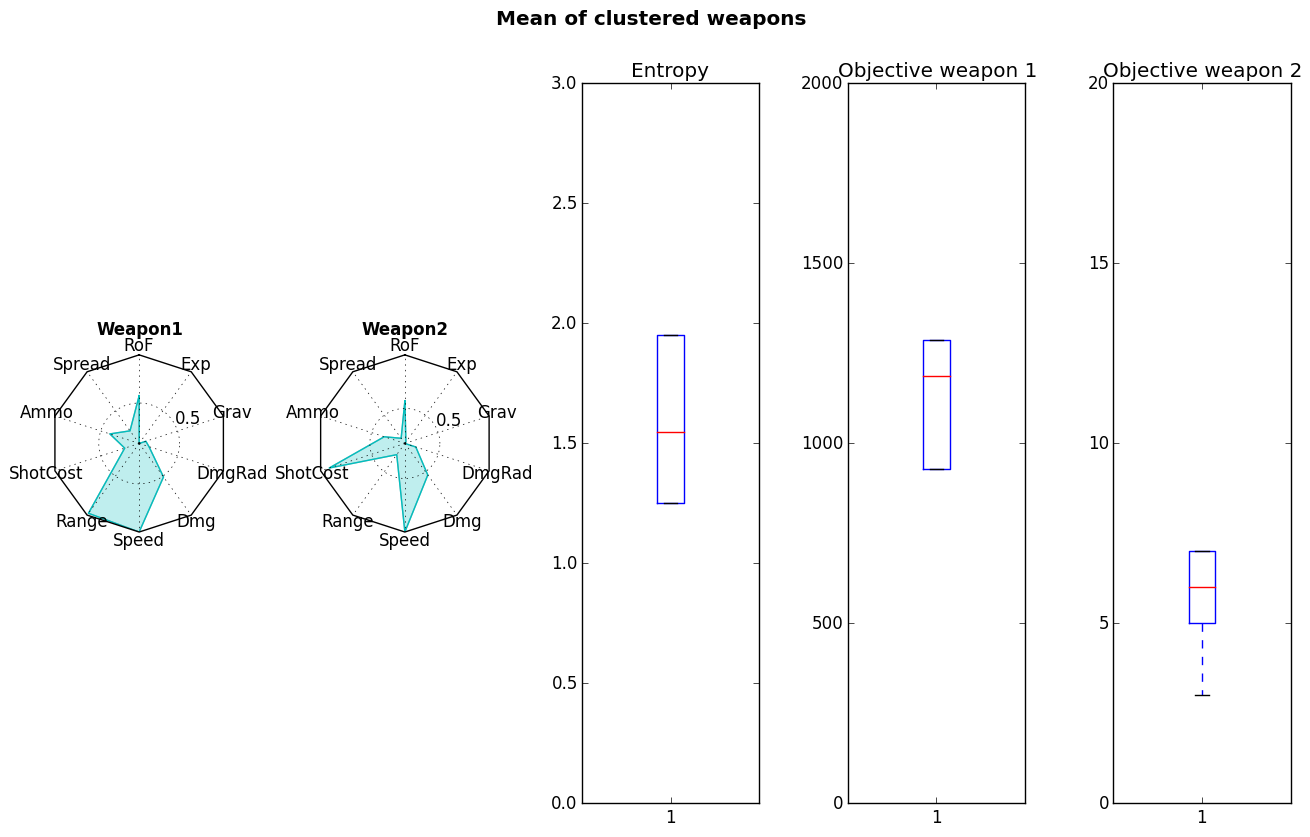 Mean of clustered weapons
Weapon1
RoF
Exp
Grav
DmgRad
Dmg
Speed
Range
ShotCost
Ammo
Spread
0.5
Weapon2
RoF
Exp
Grav
DmgRad
Dmg
Speed
Range
ShotCost
Ammo
Spread
0.5
Entropy
3.0
2.5
2.0
1.5
1.0
0.5
0.0
1
Objective weapon 1
2000
1500
1000
500
0
1
Objective weapon 2
20
15
10
5
0
1